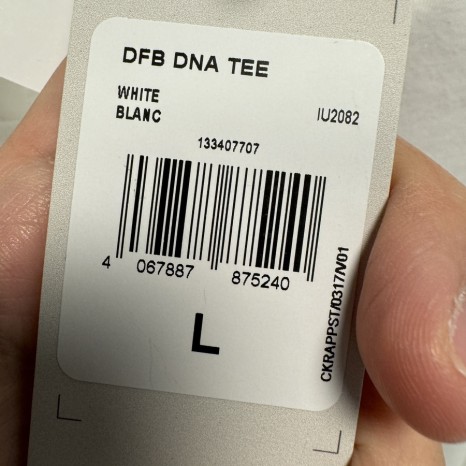 DFB DNA TEE
WHITE
BLANC
IU2082
133407707
4 067887 875240
L
CKRAPPST/0317/V01